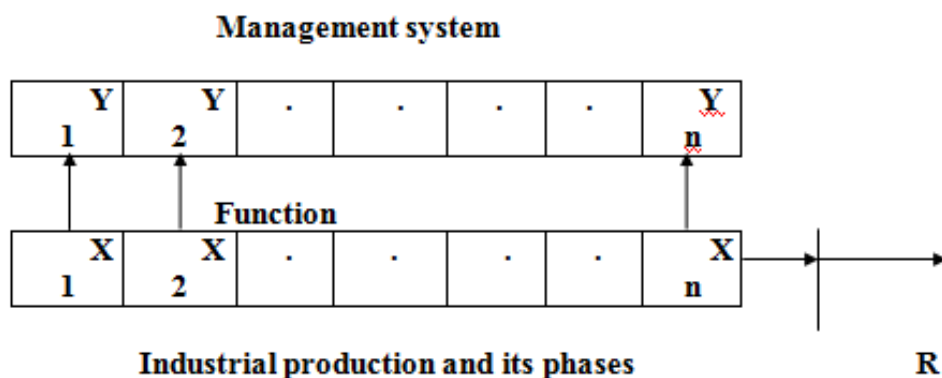 Management system
Y Y . . . . Y
1 2 n
Function
X X . . . . X
1 2 n
Industrial production and its phases R